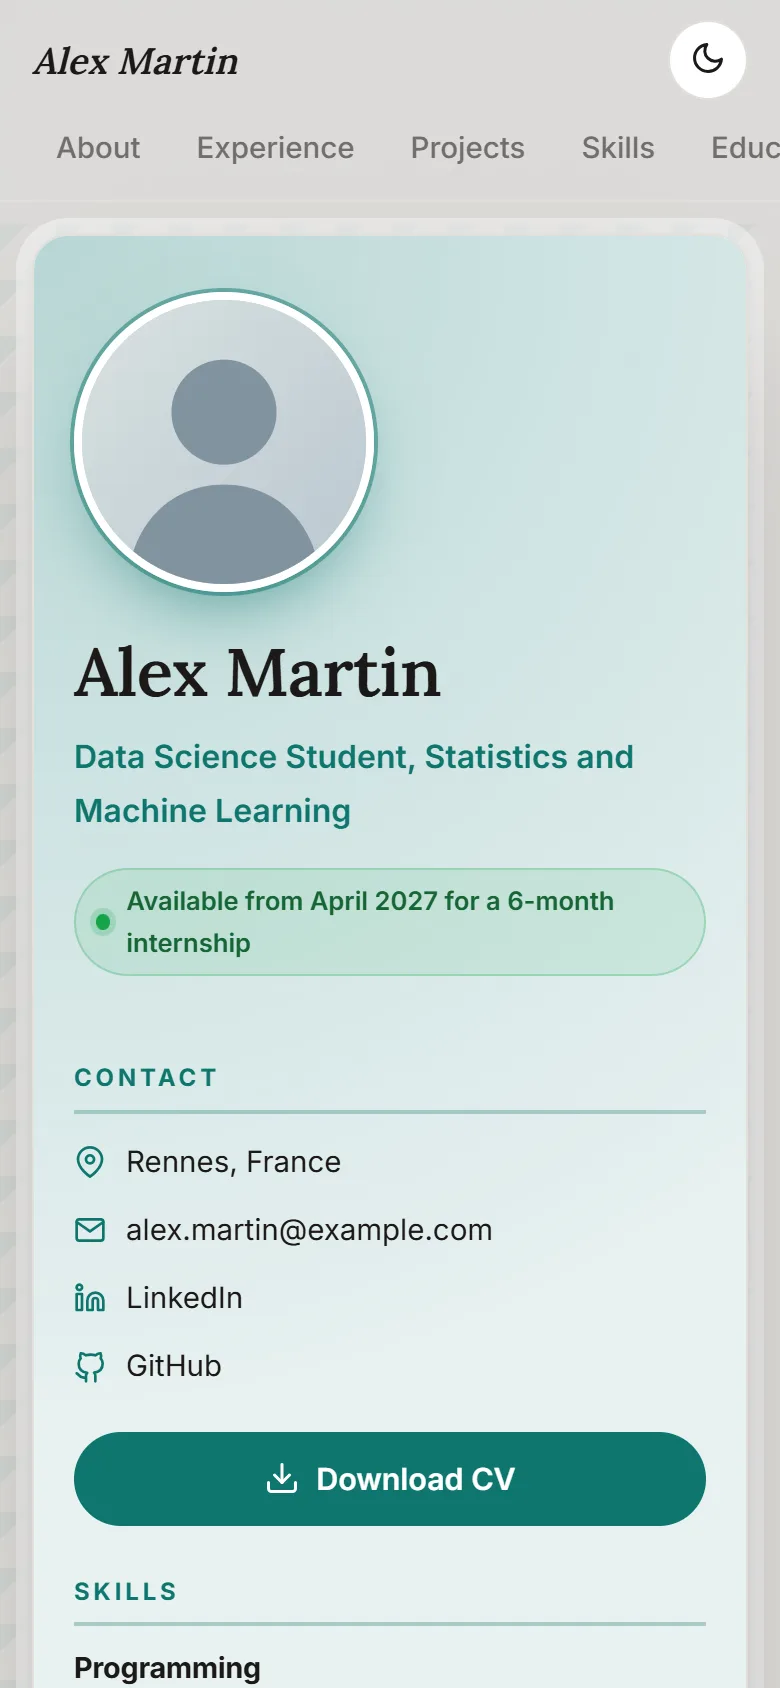 Alex Martin
About Experience Projects Skills Educ
Alex Martin
Data Science Student, Statistics and
Machine Learning
Available from April 2027 for a 6-month
internship
CONTACT
Rennes, France
alex.martin@example.com
LinkedIn
GitHub
Download CV
SKILLS
Programming